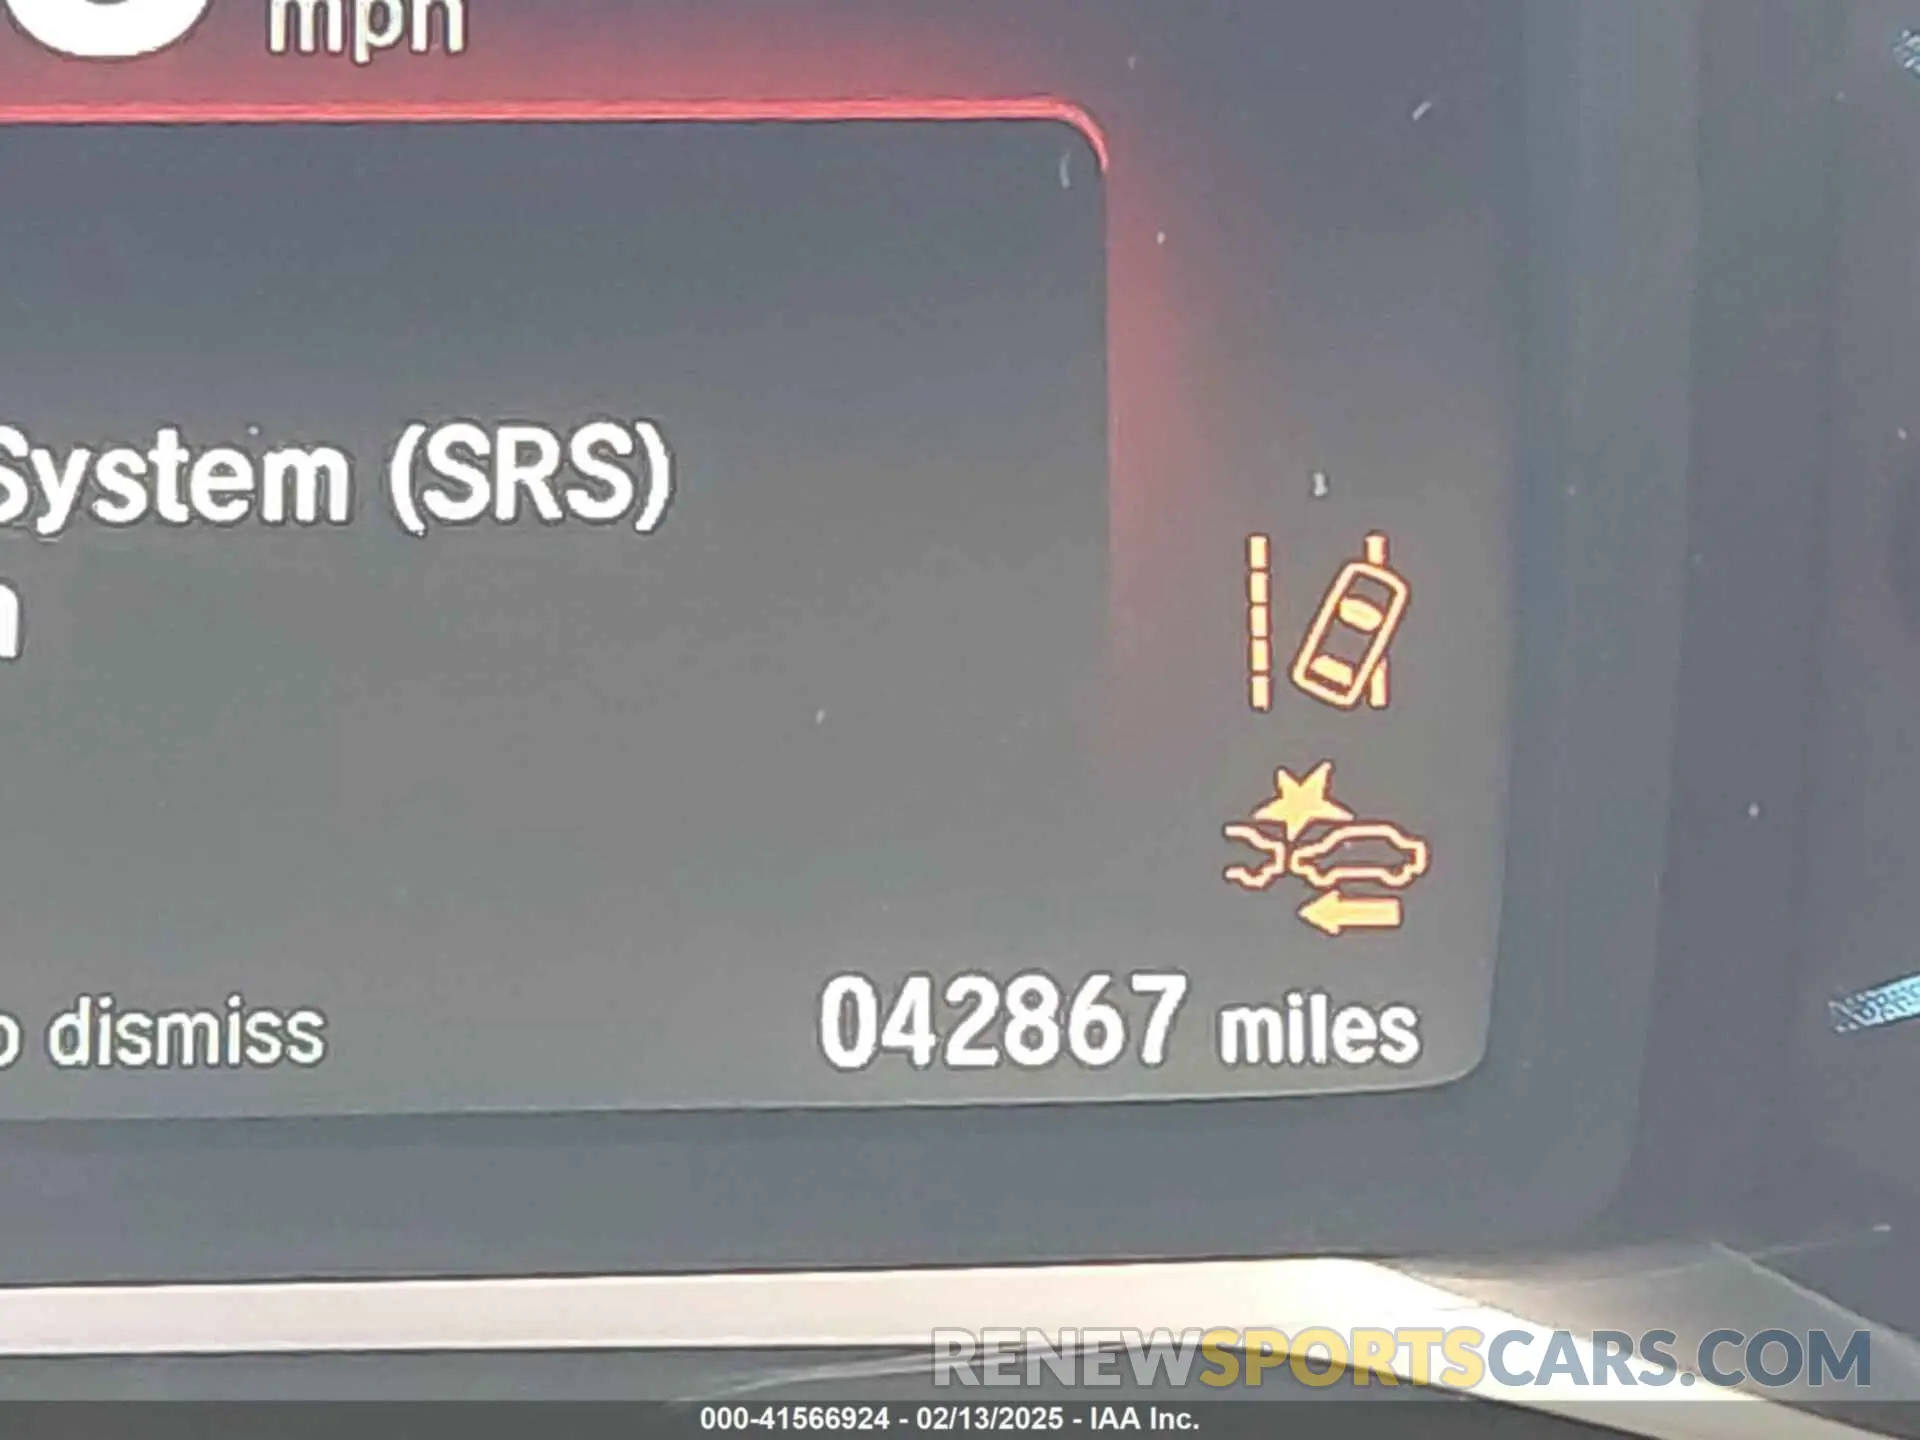 mph
System (SRS)
dismiss
042867 miles
RENEWSPORTSCARS.COM
000-41566924 - 02/13/2025 - IAA Inc.